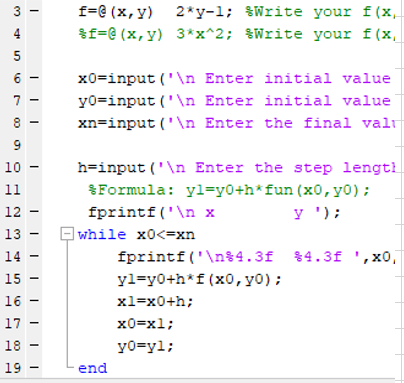 3 - f=@(x,y) 2*y-1; %Write your f(x,
4 - %f=@(x,y) 3*x^2; %Write your f(x,
5
6 - x0=input('\n Enter initial value
7 - y0=input('\n Enter initial value
8 - xn=input('\n Enter the final valu
9
10 - h=input('\n Enter the step length
11 %Formula: y1=y0+h*fun(x0,y0);
12 - fprintf('\n x y ');
13 - while x0<=xn
14 - fprintf('\n%4.3f %4.3f ',x0,
15 - y1=y0+h*f(x0,y0);
16 - x1=x0+h;
17 - x0=x1;
18 - y0=y1;
19 - end